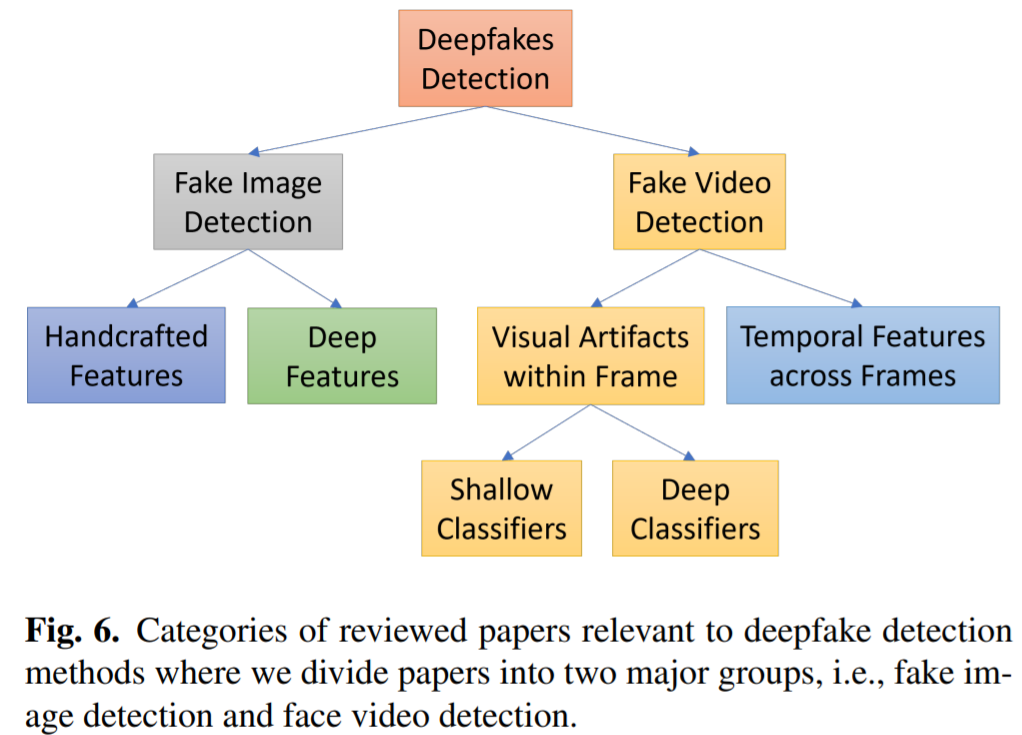 Deepfakes
Detection
Fake Image
Detection
Fake Video
Detection
Handcrafted
Features
Deep
Features
Visual Artifacts
within Frame
Temporal Features
across Frames
Shallow
Classifiers
Deep
Classifiers
Fig. 6. Categories of reviewed papers relevant to deepfake detection
methods where we divide papers into two major groups, i.e., fake im-
age detection and face video detection.